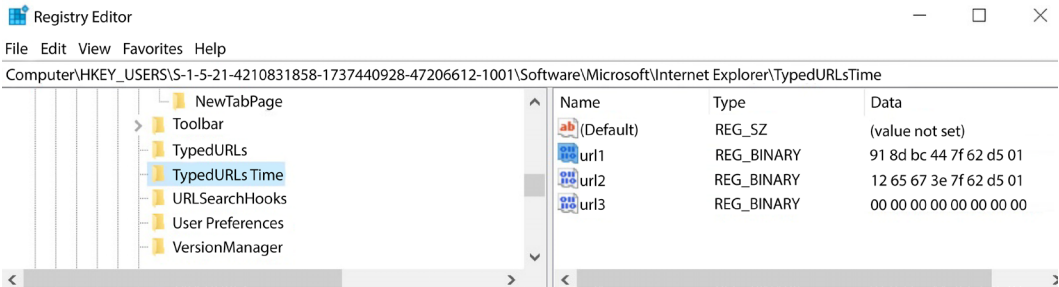 Registry Editor
File Edit View Favorites Help
Computer\HKEY_USERS\S-1-5-21-4210831858-1737440928-47206612-1001\Software\Microsoft\Internet Explorer\TypedURLsTime
NewTabPage
Toolbar
TypedURLs
TypedURLs Time
URLSearchHooks
User Preferences
VersionManager
Name Type Data
(Default) REG_SZ (value not set)
url1 REG_BINARY 91 8d bc 44 7f 62 d5 01
url2 REG_BINARY 12 65 67 3e 7f 62 d5 01
url3 REG_BINARY 00 00 00 00 00 00 00 00